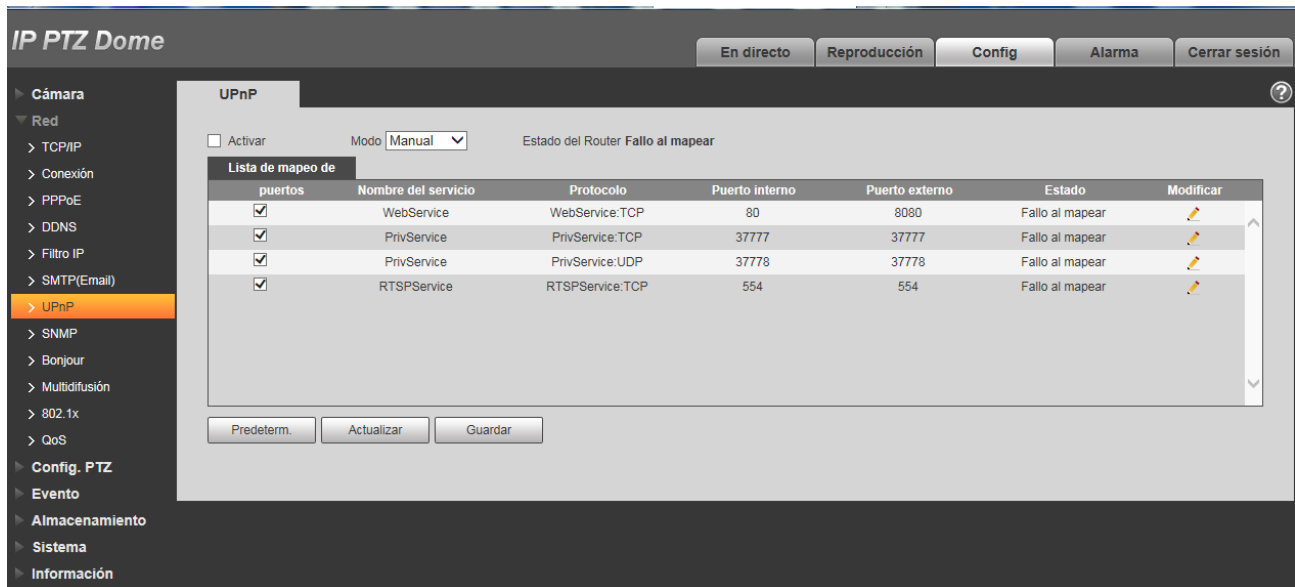 IP PTZ Dome
En directo Reproducción Config Alarma Cerrar sesión
Cámara
Red
TCP/IP
Conexión
PPPoE
DDNS
Filtro IP
SMTP(Email)
UPnP
SNMP
Bonjour
Multidifusión
802.1x
QoS
Config. PTZ
Evento
Almacenamiento
Sistema
Información
UPnP
?
Activar Modo Manual Estado del Router Fallo al mapear
Lista de mapeo de
puertos Nombre del servicio Protocolo Puerto interno Puerto externo Estado Modificar
WebService WebService:TCP 80 8080 Fallo al mapear
PrivService PrivService:TCP 37777 37777 Fallo al mapear
PrivService PrivService:UDP 37778 37778 Fallo al mapear
RTSPService RTSPService:TCP 554 554 Fallo al mapear
Predeterm. Actualizar Guardar